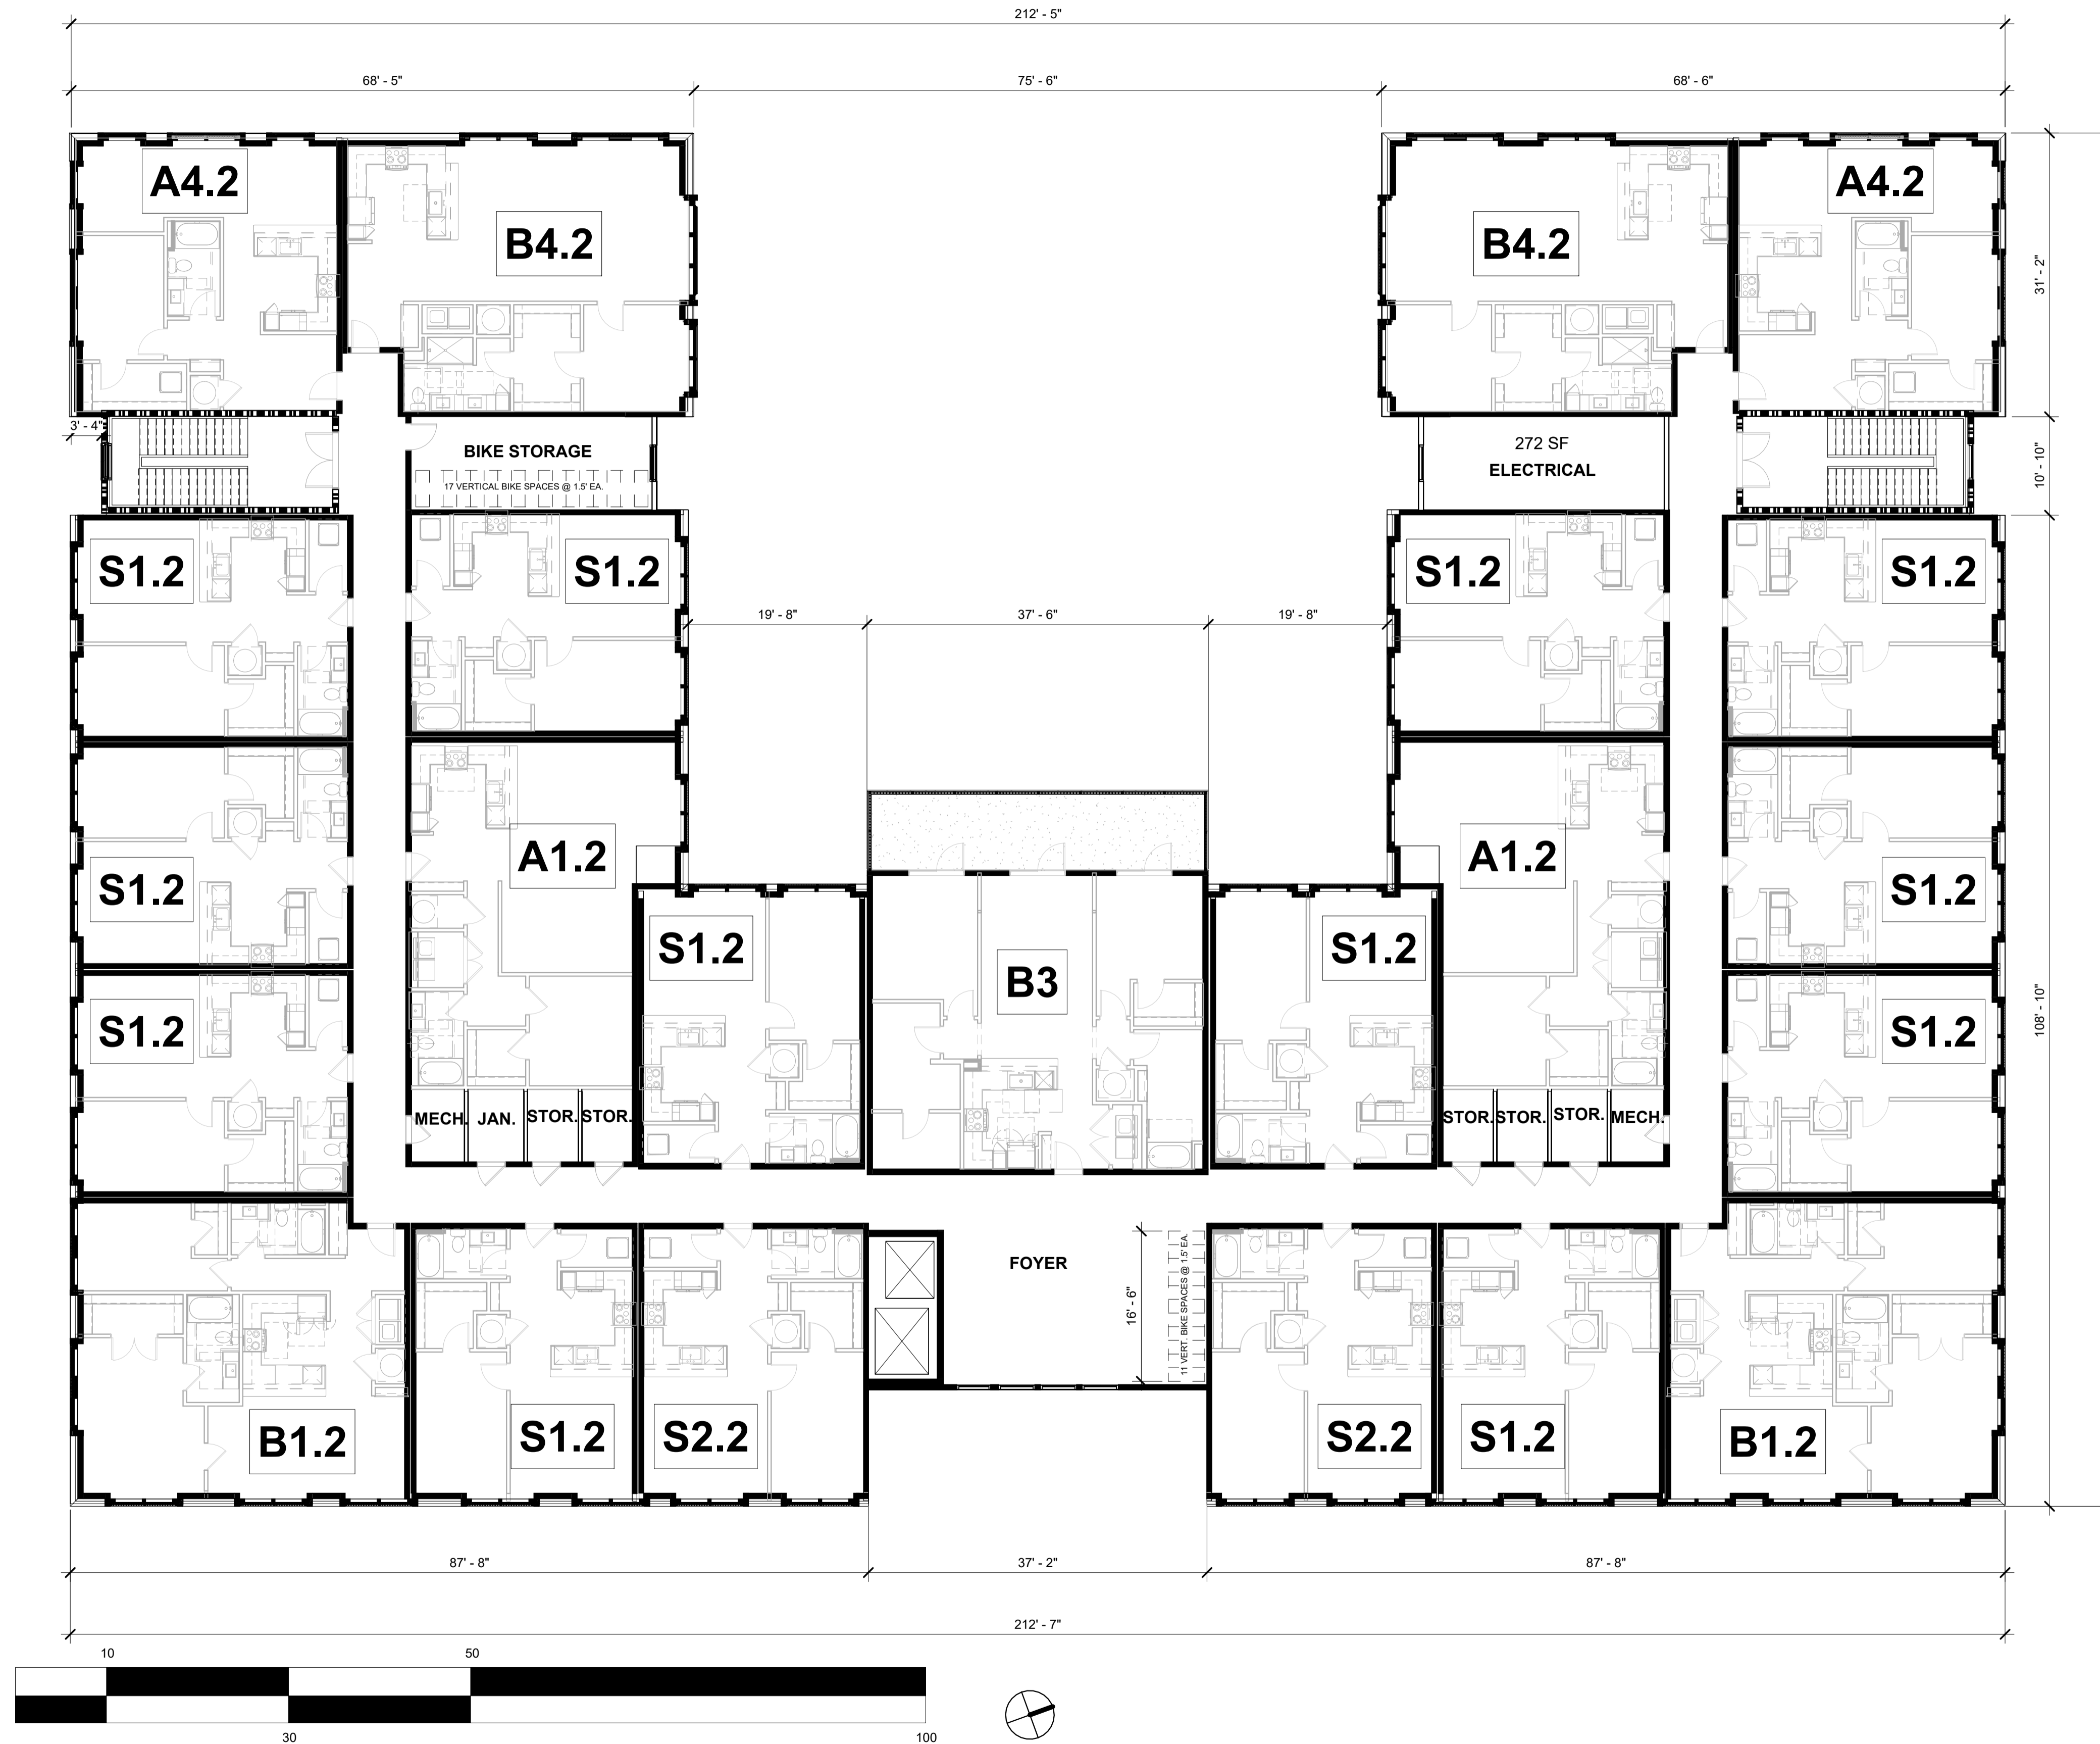 212' - 5"
68' - 5"
75' - 6"
68' - 6"
A4.2
B4.2
B4.2
A4.2
31' - 2"
3' - 4"
BIKE STORAGE
17 VERTICAL BIKE SPACES @ 1.5' EA.
272 SF
ELECTRICAL
10' - 10"
S1.2
S1.2
S1.2
S1.2
19' - 8"
37' - 6"
19' - 8"
S1.2
A1.2
A1.2
S1.2
S1.2
B3
S1.2
S1.2
S1.2
108' - 10"
MECH.
JAN.
STOR.
STOR.
STOR.
STOR.
STOR.
MECH.
FOYER
16' - 6"
11 VERT. BIKE SPACES @ 1.5' EA.
B1.2
S1.2
S2.2
S2.2
S1.2
B1.2
87' - 8"
37' - 2"
87' - 8"
212' - 7"
10
50
30
100